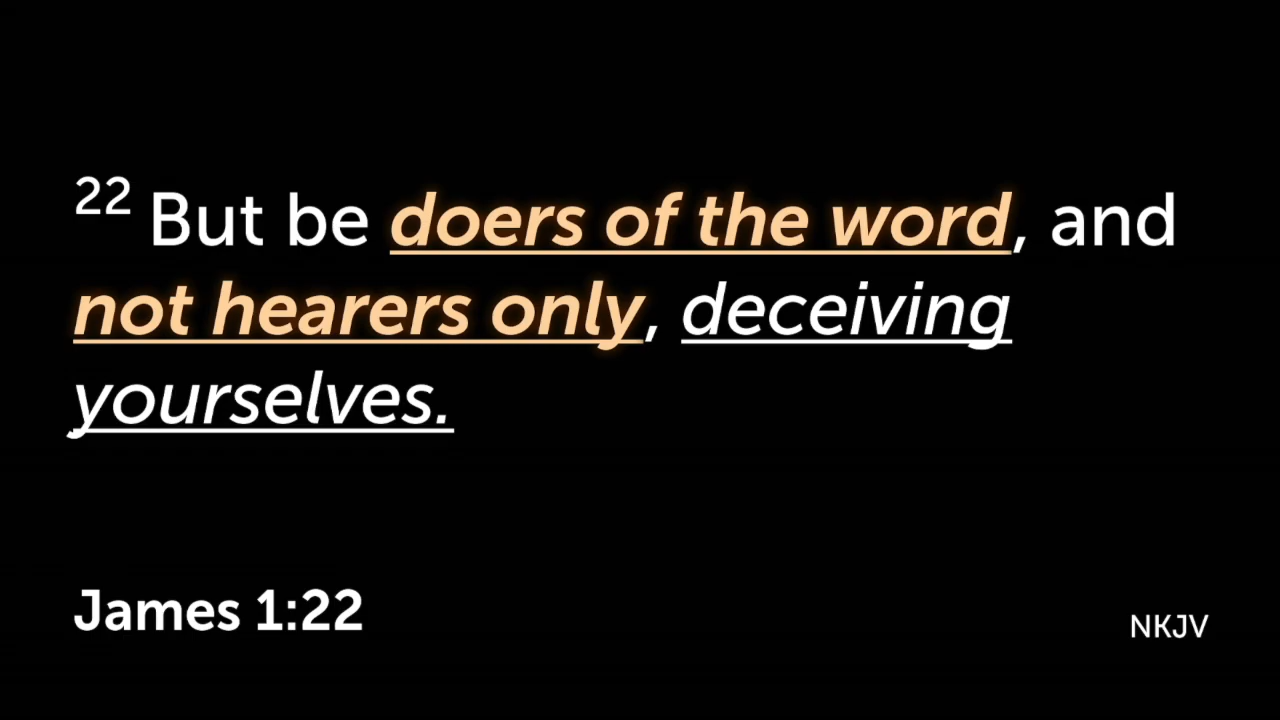 22 But be doers of the word, and
not hearers only, deceiving
yourselves.
James 1:22
NKJV